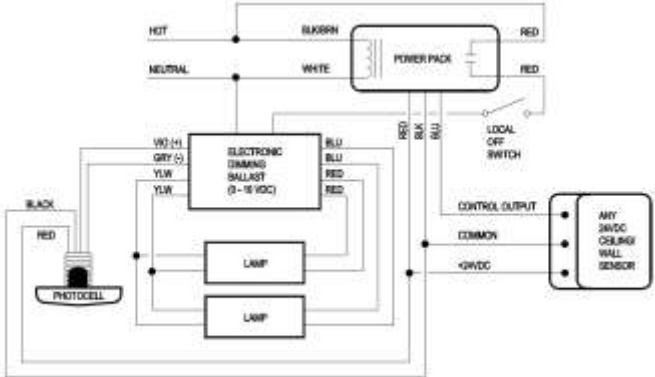 HOT
BLK/BRN
RED
POWER PACK
NEUTRAL
WHITE
RED
RED
BLK
BLU
LOCAL
OFF
SWITCH
VIO (+)
GRY (-)
YLW
YLW
ELECTRONIC
DIMMING
BALLAST
(0 - 10 VDC)
BLU
BLU
RED
RED
BLACK
RED
PHOTOCELL
LAMP
LAMP
CONTROL OUTPUT
COMMON
+24VDC
ANY
24VDC
CEILING/
WALL
SENSOR